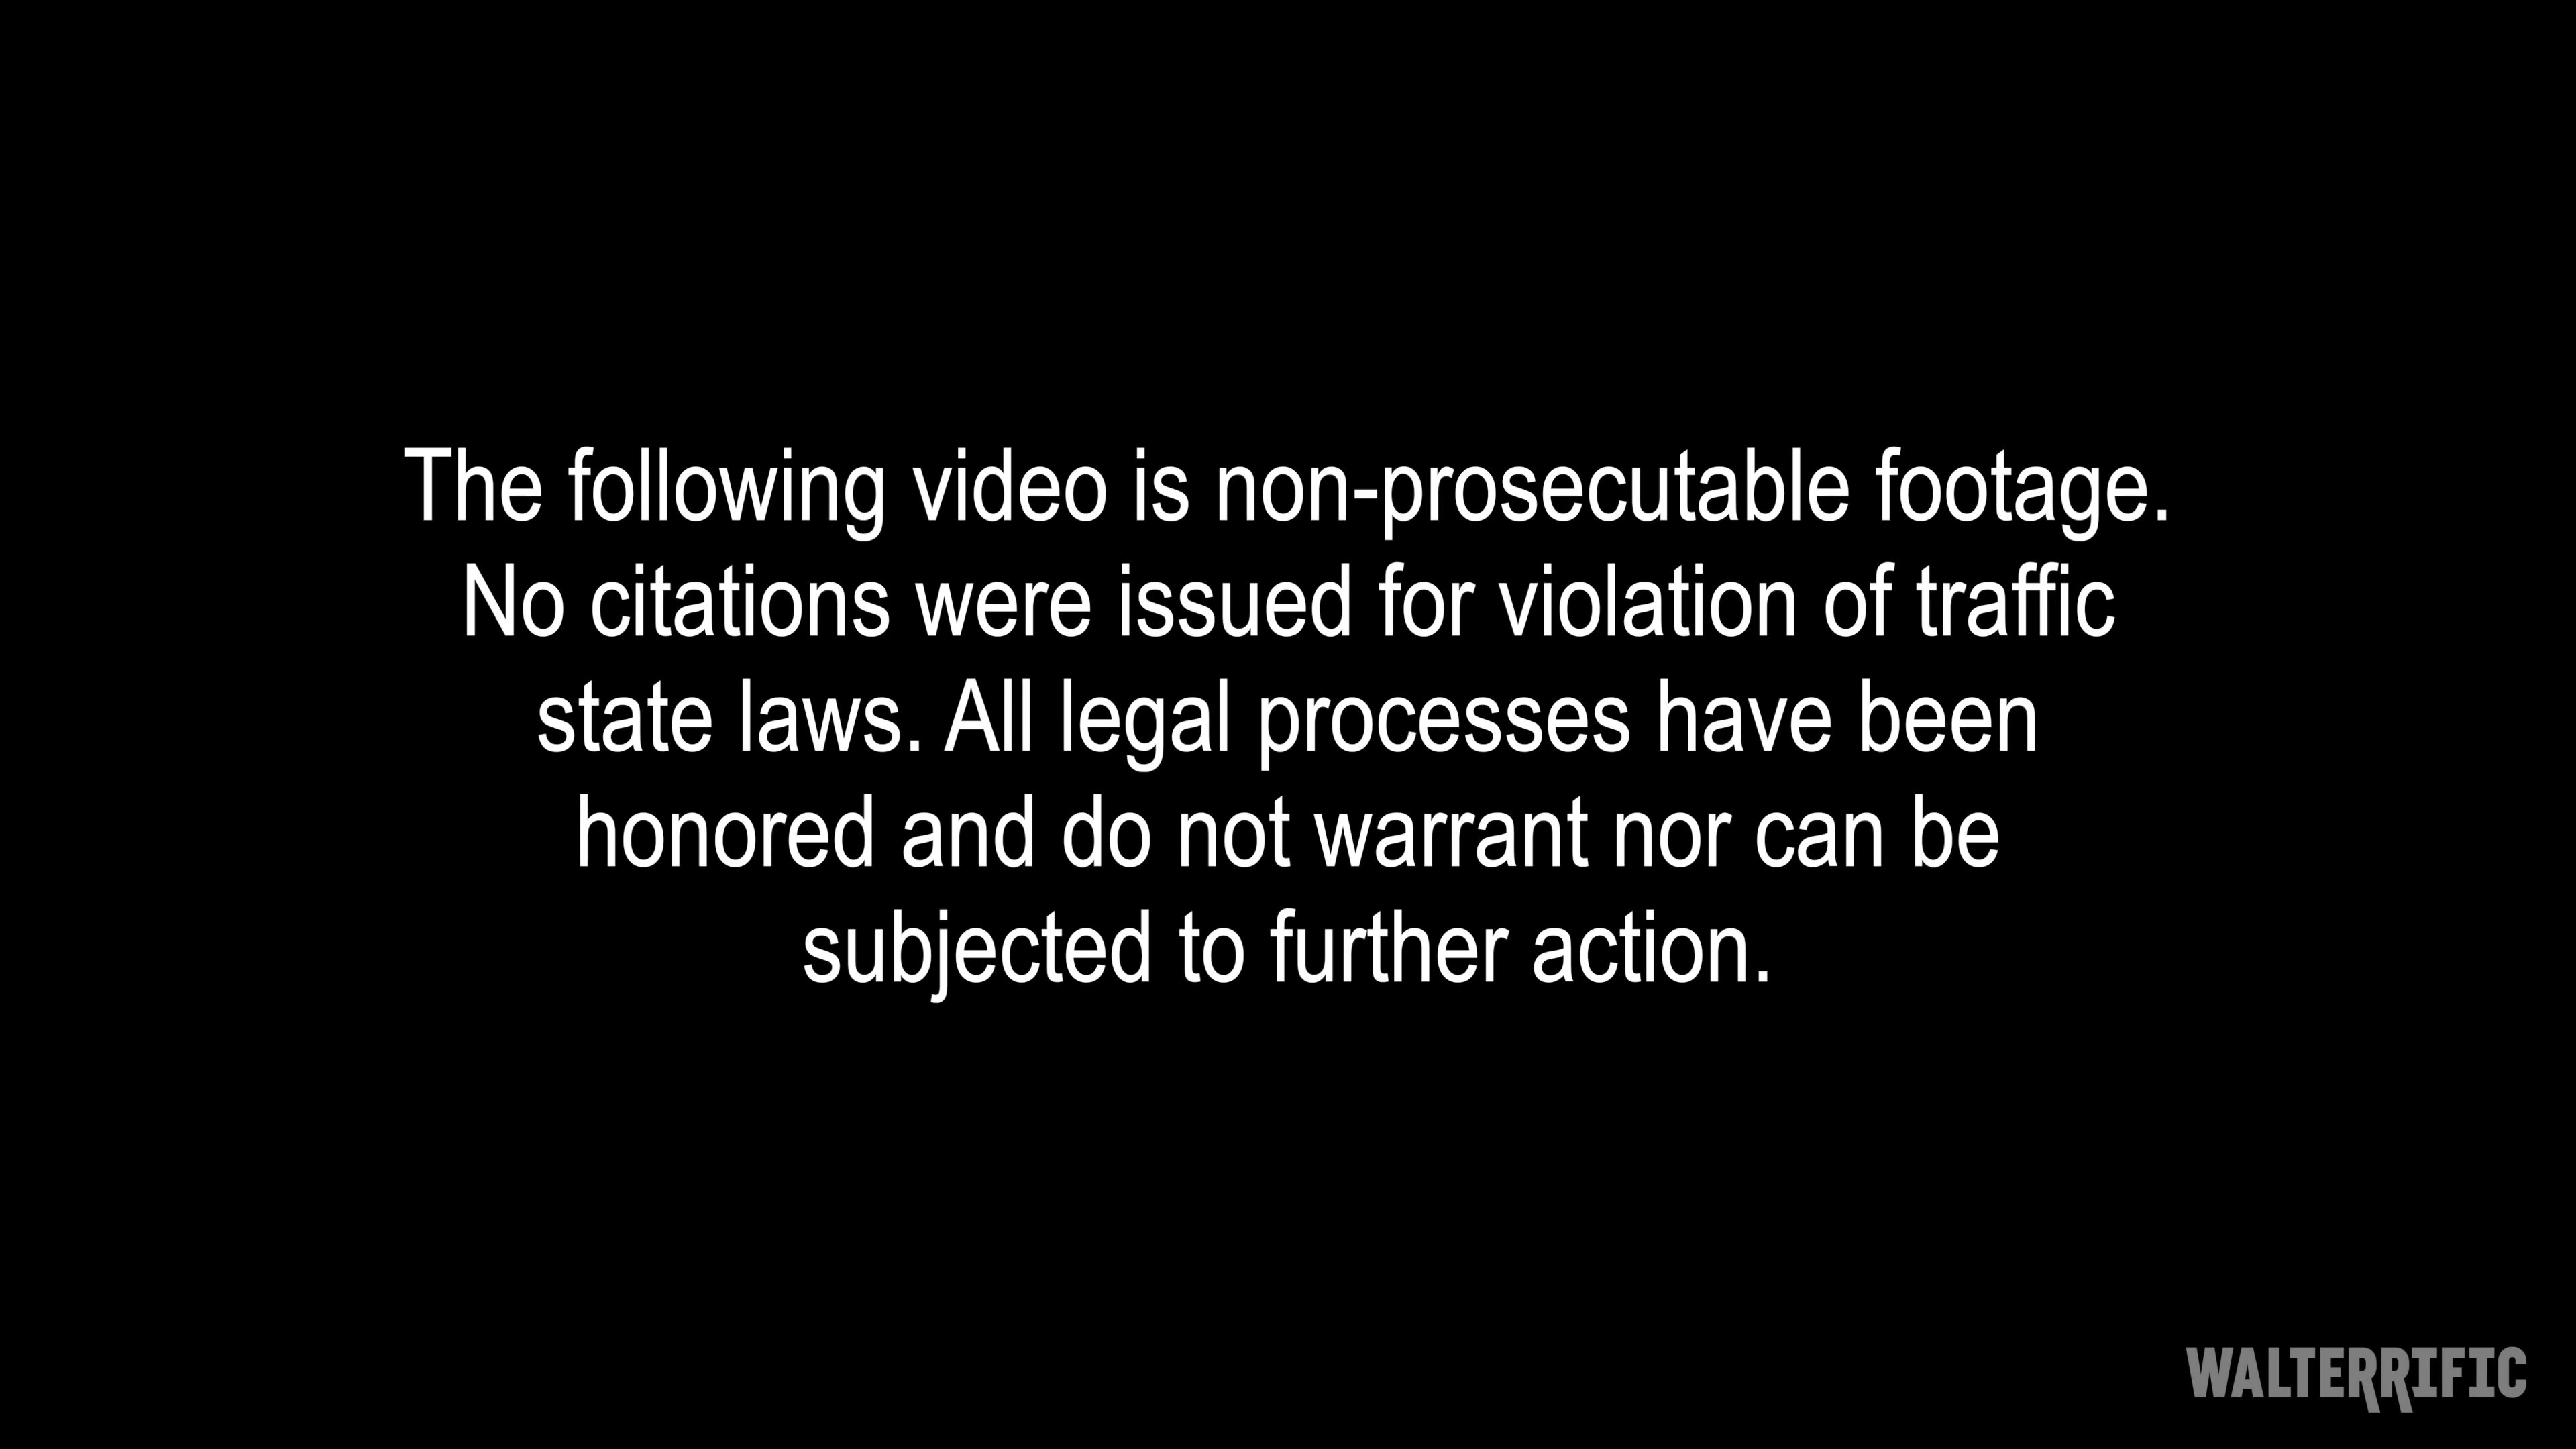 The following video is non-prosecutable footage.
No citations were issued for violation of traffic
state laws. All legal processes have been
honored and do not warrant nor can be
subjected to further action.
WALTERRIFIC